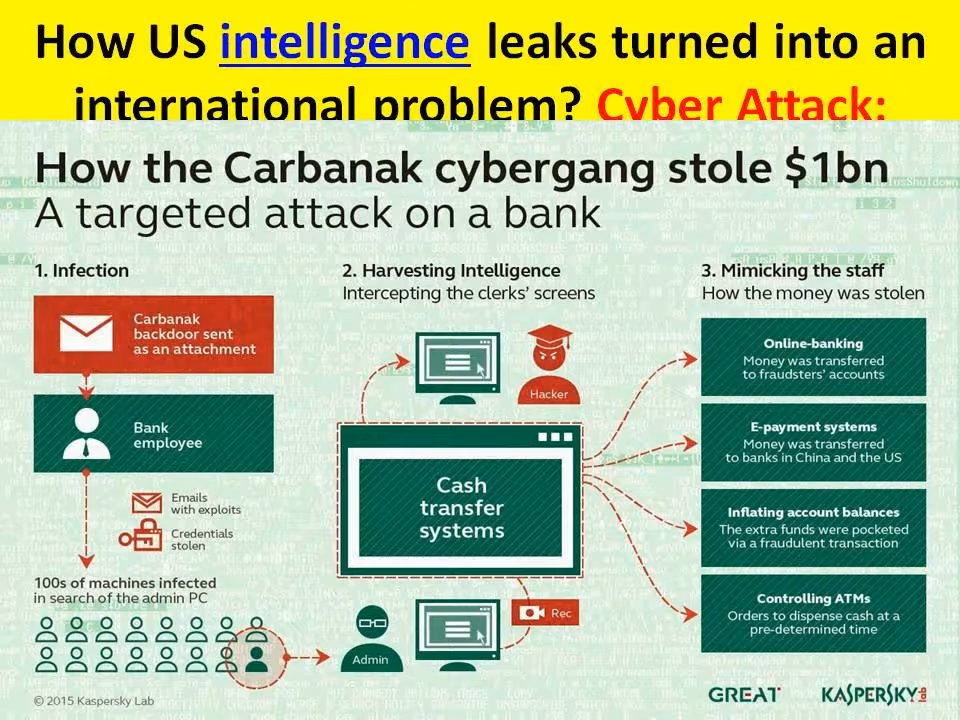 How US intelligence leaks turned into an
international problem? Cyber Attack:
How the Carbanak cybergang stole $1bn
A targeted attack on a bank
1. Infection
Carbanak
backdoor sent
as an attachment
Bank
employee
Emails
with exploits
Credentials
stolen
100s of machines infected
in search of the admin PC
2. Harvesting Intelligence
Intercepting the clerks’ screens
Hacker
Cash
transfer
systems
Rec
Admin
3. Mimicking the staff
How the money was stolen
Online-banking
Money was transferred
to fraudsters’ accounts
E-payment systems
Money was transferred
to banks in China and the US
Inflating account balances
The extra funds were pocketed
via a fraudulent transaction
Controlling ATMs
Orders to dispense cash at a
pre-determined time
© 2015 Kaspersky Lab
GREAT
KASPERSKY lab